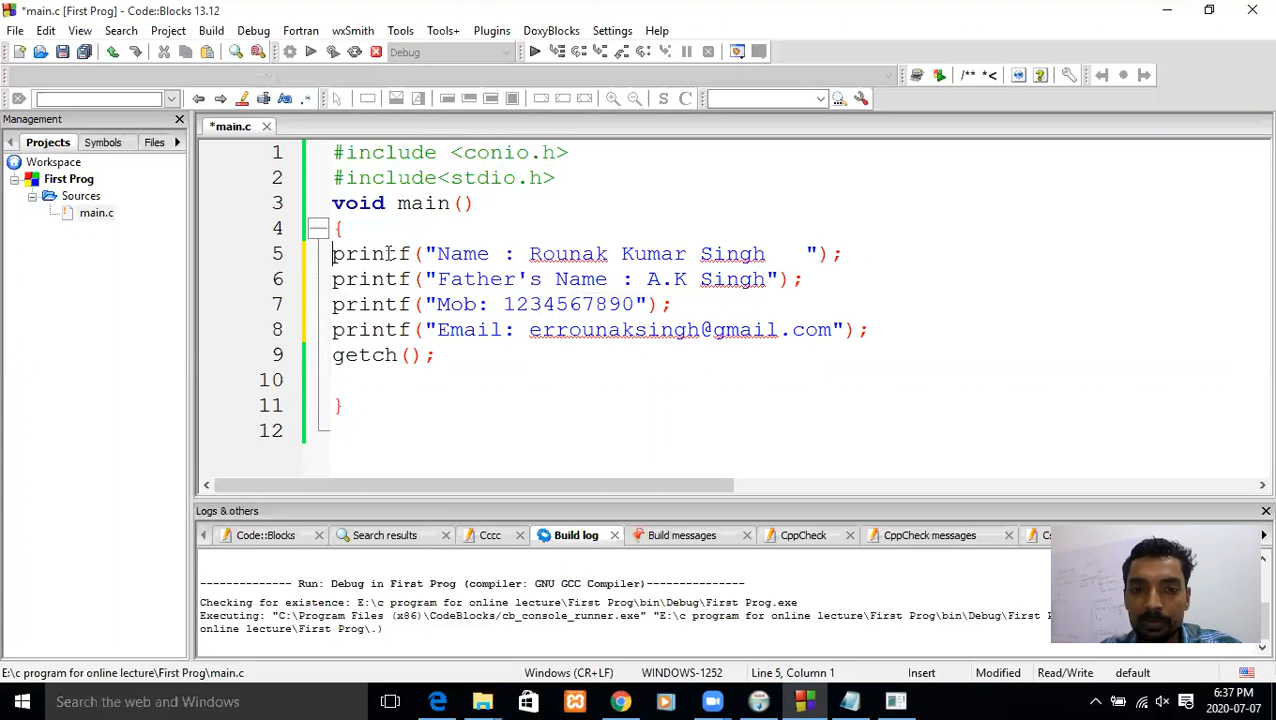 *main.c [First Prog] - Code::Blocks 13.12
File Edit View Search Project Build Debug Fortran wxSmith Tools Tools+ Plugins DoxyBlocks Settings Help
Debug
/** *<
S C
Management
Projects Symbols Files
Workspace
First Prog
Sources
main.c
*main.c
1 #include <conio.h>
2 #include<stdio.h>
3 void main()
4 {
5 printf("Name : Rounak Kumar Singh   ");
6 printf("Father's Name : A.K Singh");
7 printf("Mob: 1234567890");
8 printf("Email: errounaksingh@gmail.com");
9 getch();
10
11 }
12
Logs & others
Code::Blocks Search results Cccc Build log Build messages CppCheck CppCheck messages
-------------- Run: Debug in First Prog (compiler: GNU GCC Compiler)---------------
Checking for existence: E:\c program for online lecture\First Prog\bin\Debug\First Prog.exe
Executing: "C:\Program Files (x86)\CodeBlocks/cb_console_runner.exe" "E:\c program for online lecture\First Prog\bin\Debug\First
online lecture\First Prog\.)
E:\c program for online lecture\First Prog\main.c Windows (CR+LF) WINDOWS-1252 Line 5, Column 1 Insert Modified Read/Write default
Search the web and Windows
6:37 PM
2020-07-07